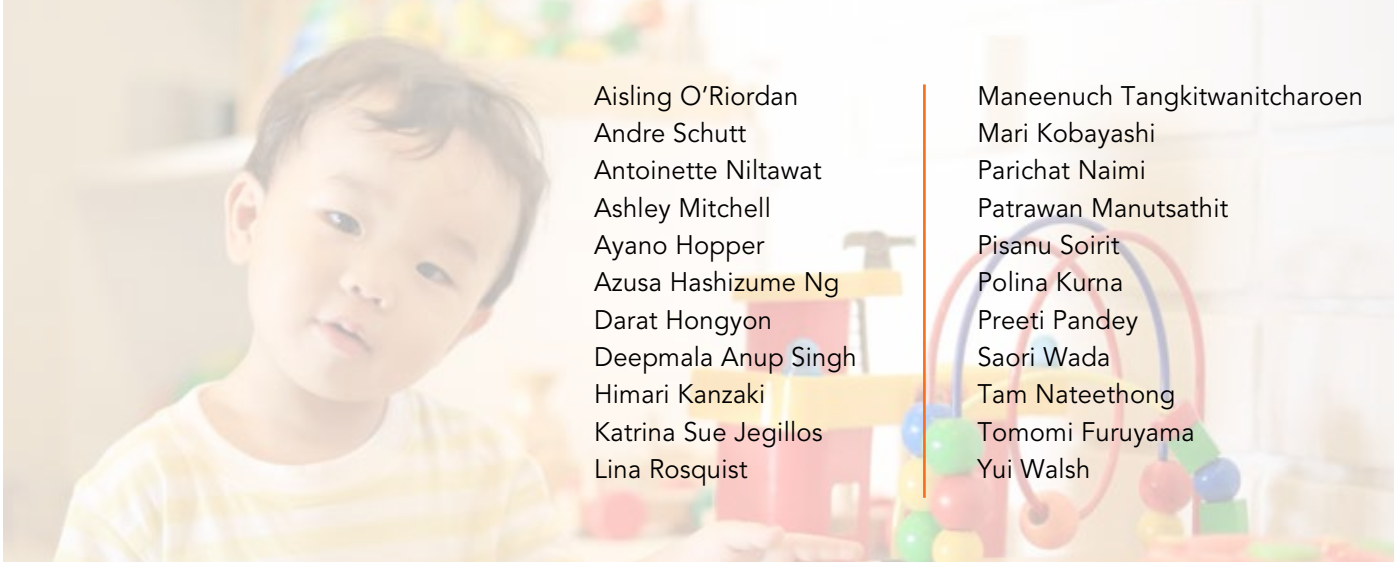 Aisling O’Riordan
Andre Schutt
Antoinette Niltawat
Ashley Mitchell
Ayano Hopper
Azusa Hashizume Ng
Darat Hongyon
Deepmala Anup Singh
Himari Kanzaki
Katrina Sue Jegillos
Lina Rosquist
Maneenuch Tangkitwanitcharoen
Mari Kobayashi
Parichat Naimi
Patrawan Manutsathit
Pisanu Soirit
Polina Kurna
Preeti Pandey
Saori Wada
Tam Nateethong
Tomomi Furuyama
Yui Walsh